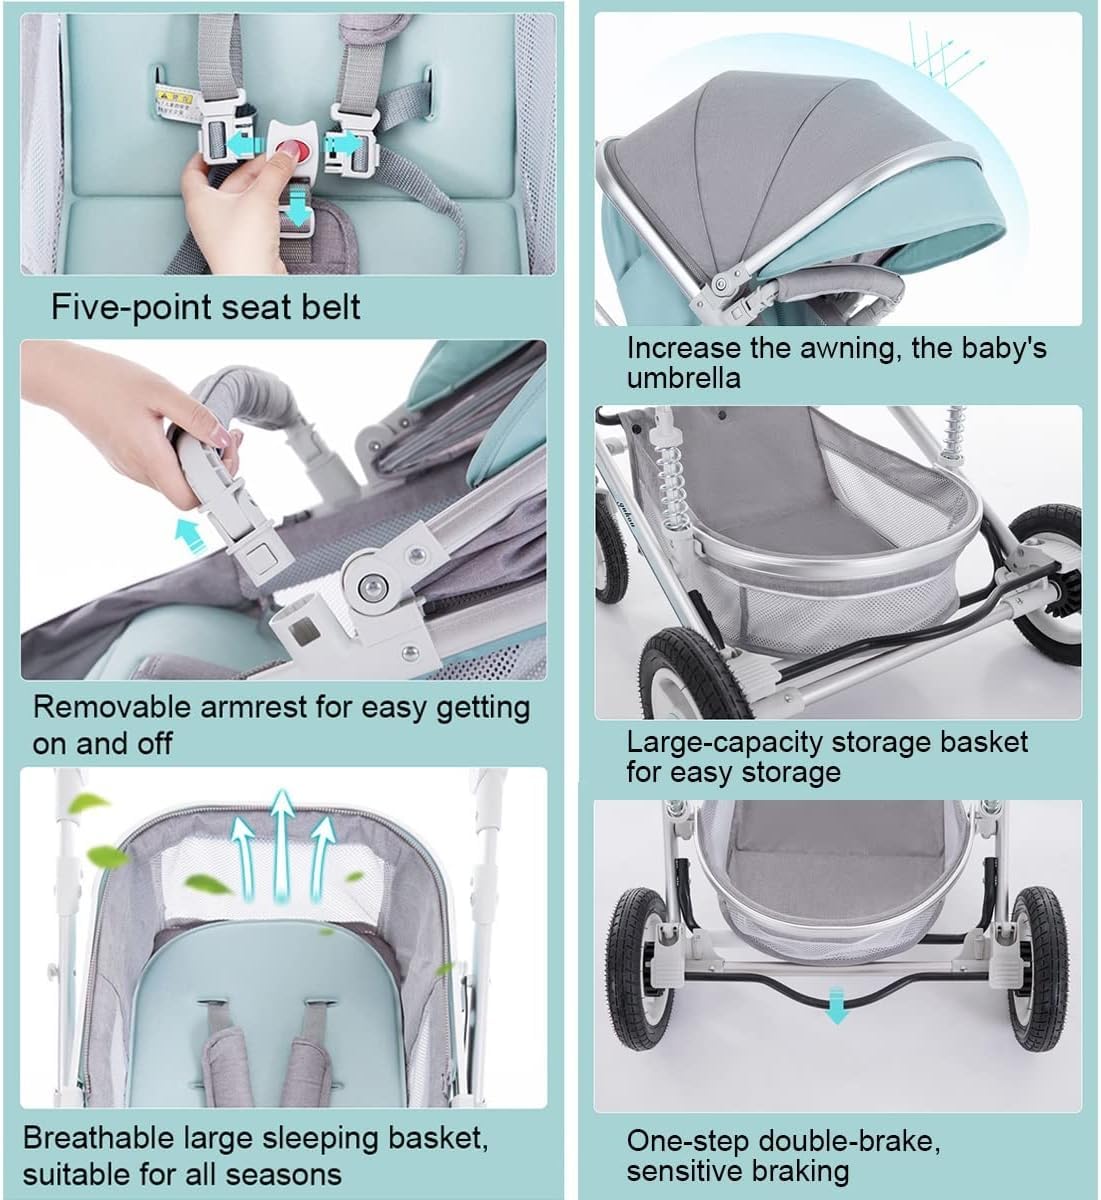 Five-point seat belt
Removable armrest for easy getting
on and off
Breathable large sleeping basket,
suitable for all seasons
Increase the awning, the baby's
umbrella
Large-capacity storage basket
for easy storage
One-step double-brake,
sensitive braking